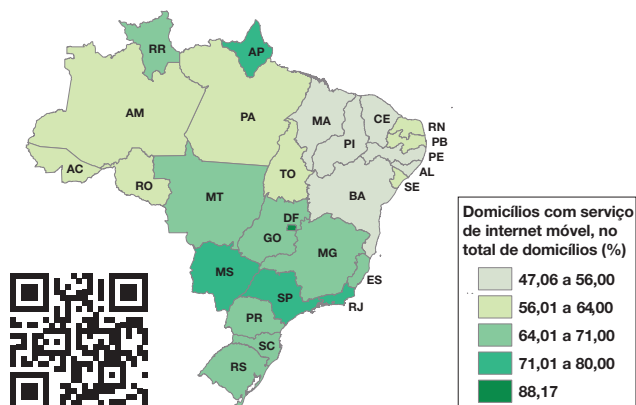 RR
AP
AM
PA
MA
CE
RN
PB
PE
AL
SE
PI
AC
RO
TO
BA
MT
DF
GO
MG
ES
MS
SP
RJ
PR
SC
RS
Domicílios com serviço
de internet móvel, no
total de domicílios (%)
47,06 a 56,00
56,01 a 64,00
64,01 a 71,00
71,01 a 80,00
88,17